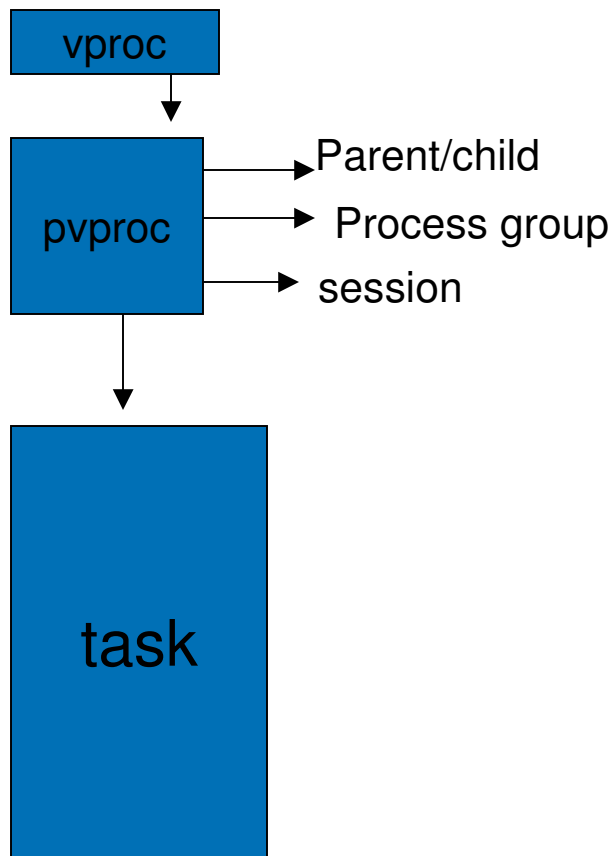 vproc
Parent/child
pvproc
Process group
session
task